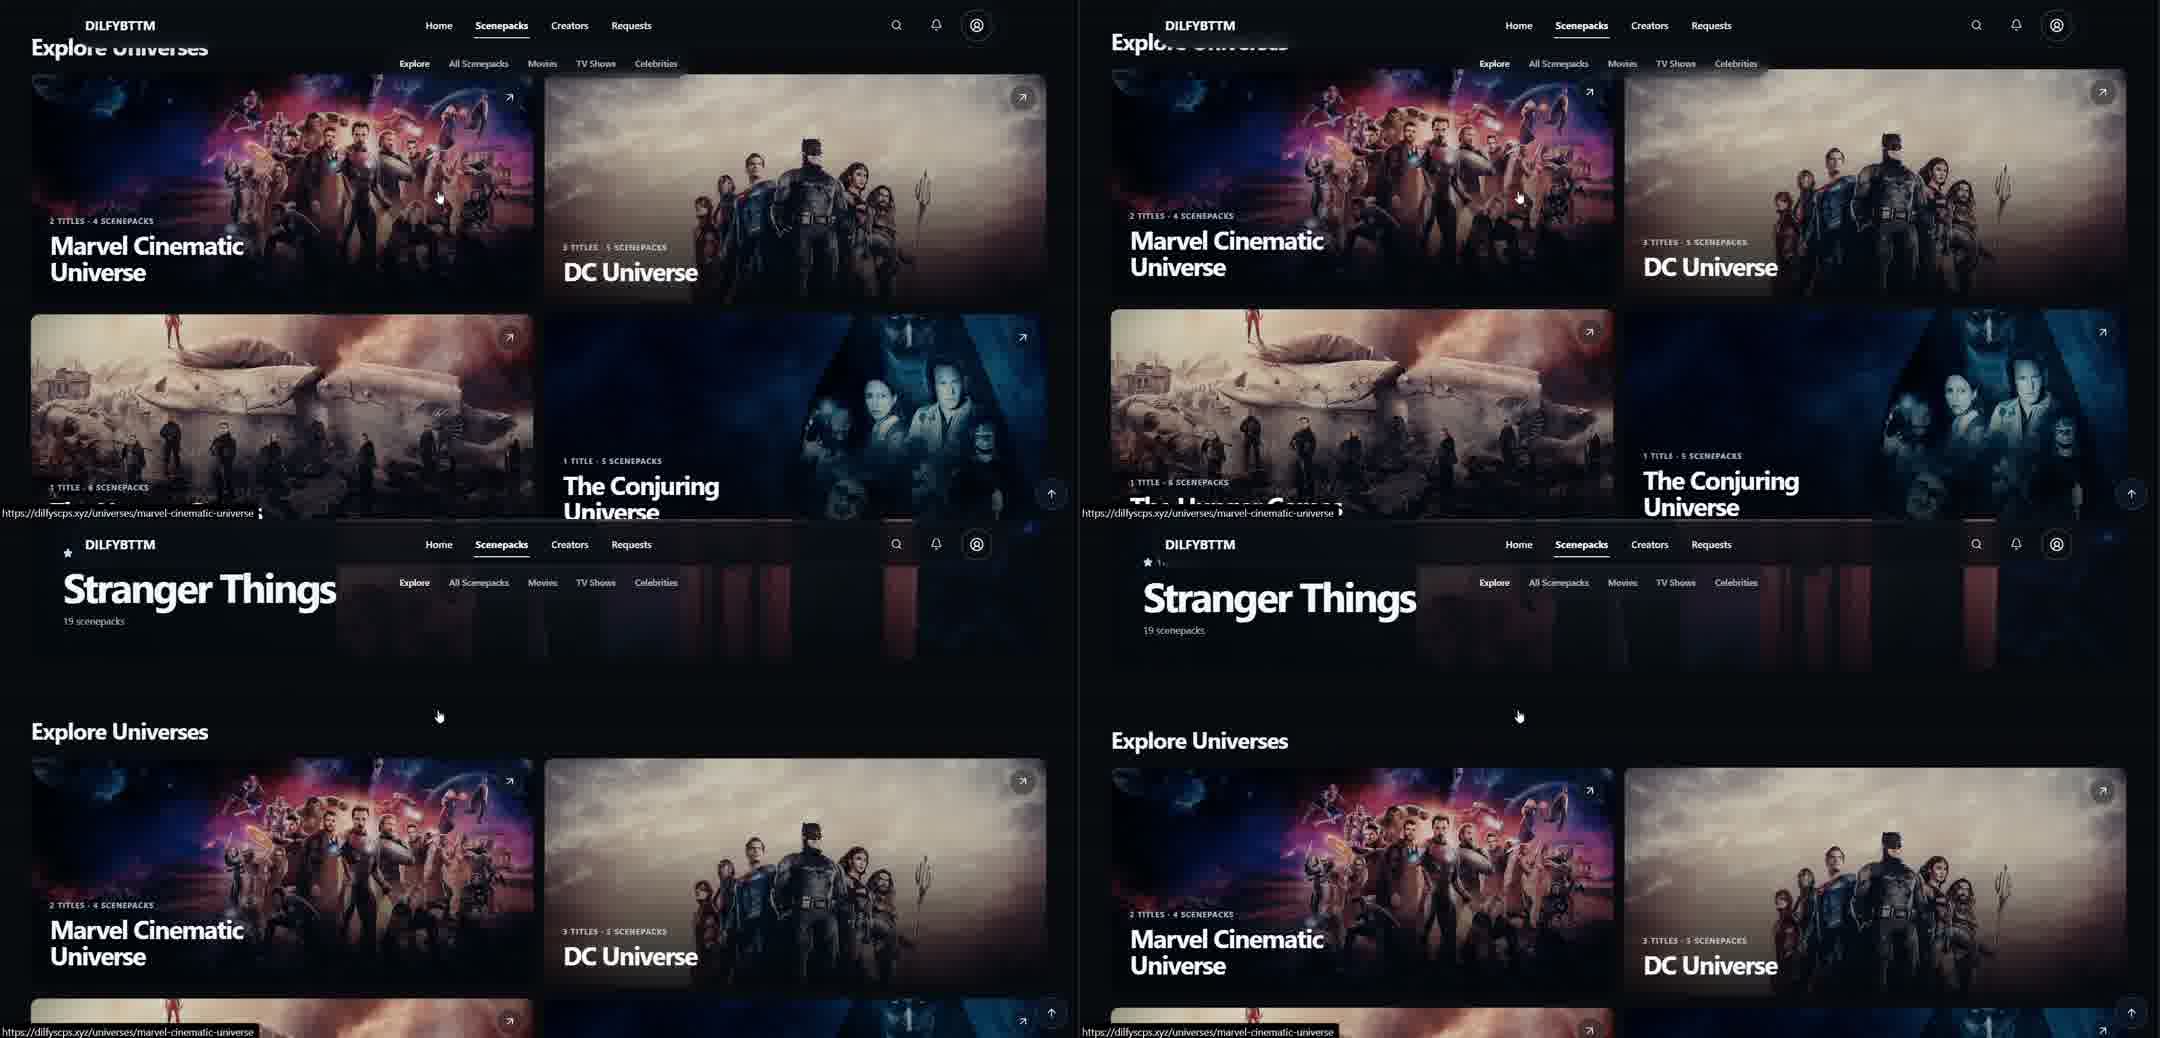 DILFYBTTM
Home Scenepacks Creators Requests
Explore Universes
Explore All Scenepacks Movies TV Shows Celebrities
2 TITLES · 4 SCENEPACKS
Marvel Cinematic
Universe
3 TITLES · 5 SCENEPACKS
DC Universe
1 TITLE · 6 SCENEPACKS
1 TITLE · 5 SCENEPACKS
The Conjuring
Universe
https://dilfyscps.xyz/universes/marvel-cinematic-universe
DILFYBTTM
Home Scenepacks Creators Requests
Explore Universes
Explore All Scenepacks Movies TV Shows Celebrities
2 TITLES · 4 SCENEPACKS
Marvel Cinematic
Universe
3 TITLES · 5 SCENEPACKS
DC Universe
1 TITLE · 6 SCENEPACKS
The Hunger Games
1 TITLE · 5 SCENEPACKS
The Conjuring
Universe
https://dilfyscps.xyz/universes/marvel-cinematic-universe
DILFYBTTM
Home Scenepacks Creators Requests
Explore All Scenepacks Movies TV Shows Celebrities
Stranger Things
19 scenepacks
Explore Universes
2 TITLES · 4 SCENEPACKS
Marvel Cinematic
Universe
3 TITLES · 5 SCENEPACKS
DC Universe
https://dilfyscps.xyz/universes/marvel-cinematic-universe
DILFYBTTM
Home Scenepacks Creators Requests
Explore All Scenepacks Movies TV Shows Celebrities
Stranger Things
19 scenepacks
Explore Universes
2 TITLES · 4 SCENEPACKS
Marvel Cinematic
Universe
3 TITLES · 5 SCENEPACKS
DC Universe
https://dilfyscps.xyz/universes/marvel-cinematic-universe